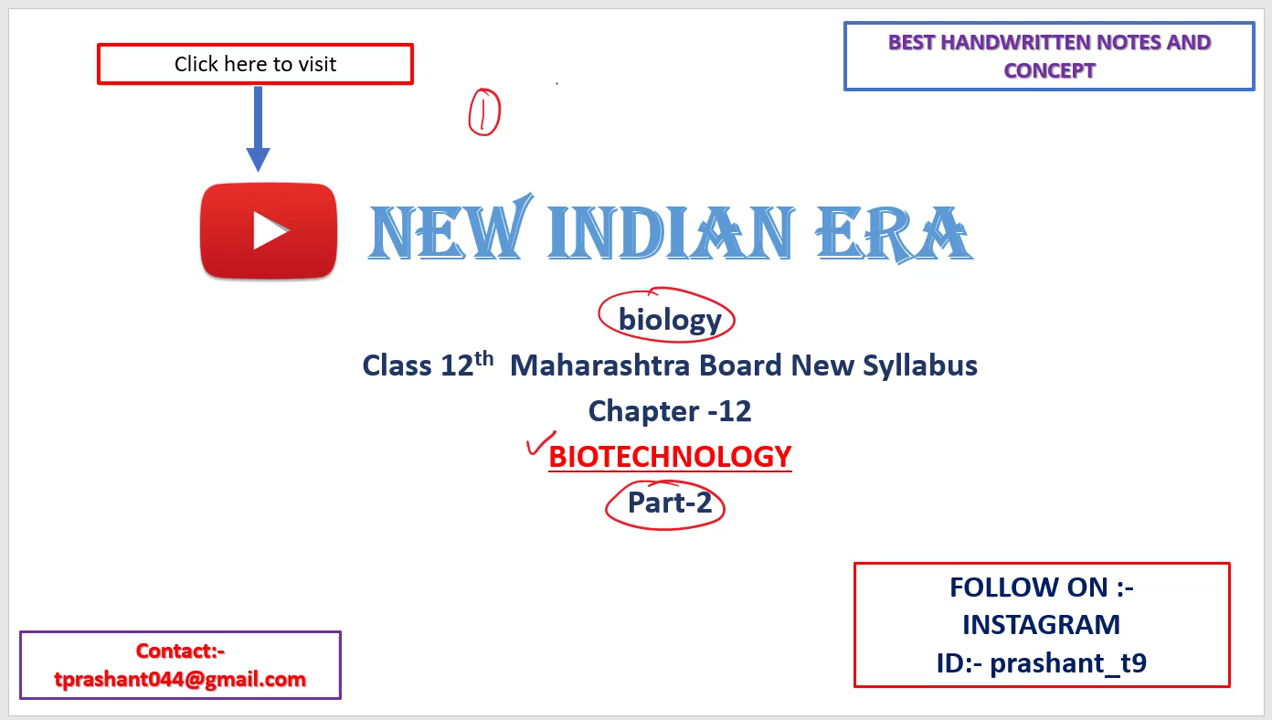 Click here to visit
BEST HANDWRITTEN NOTES AND
CONCEPT
1
NEW INDIAN ERA
biology
Class 12th Maharashtra Board New Syllabus
Chapter -12
BIOTECHNOLOGY
Part-2
FOLLOW ON :-
INSTAGRAM
ID:- prashant_t9
Contact:-
tprashant044@gmail.com